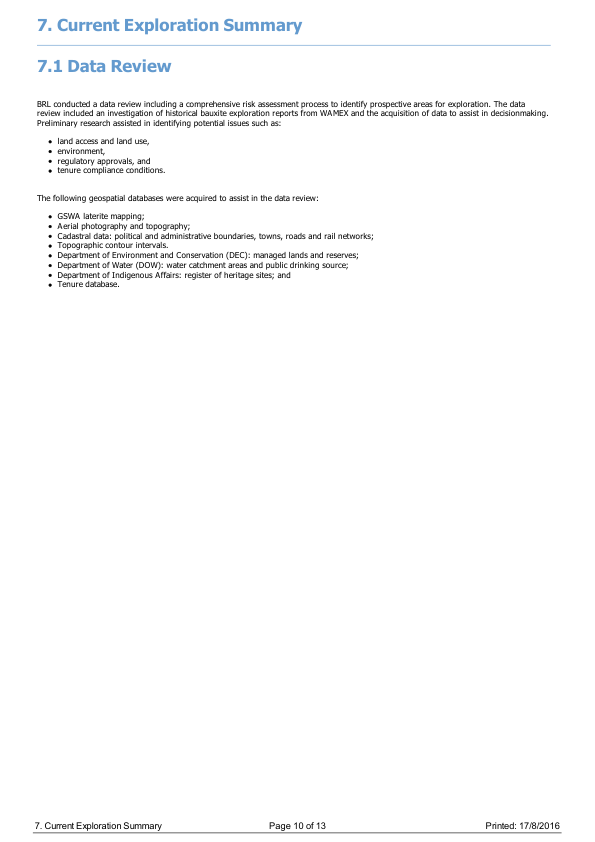 7. Current Exploration Summary
7.1 Data Review
BRL conducted a data review including a comprehensive risk assessment process to identify prospective areas for exploration. The data
review included an investigation of historical bauxite exploration reports from WAMEX and the acquisition of data to assist in decisionmaking.
Preliminary research assisted in identifying potential issues such as:
• land access and land use,
• environment,
• regulatory approvals, and
• tenure compliance conditions.
The following geospatial databases were acquired to assist in the data review:
• GSWA laterite mapping;
• Aerial photography and topography;
• Cadastral data: political and administrative boundaries, towns, roads and rail networks;
• Topographic contour intervals.
• Department of Environment and Conservation (DEC): managed lands and reserves;
• Department of Water (DOW): water catchment areas and public drinking source;
• Department of Indigenous Affairs: register of heritage sites; and
• Tenure database.
7. Current Exploration Summary Page 10 of 13 Printed: 17/8/2016